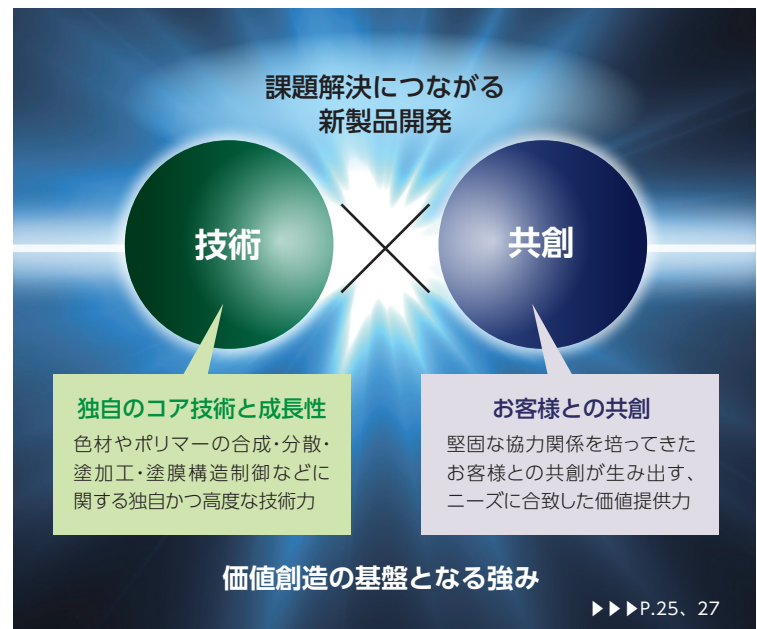 課題解決につながる
新製品開発
技術
共創
独自のコア技術と成長性
色材やポリマーの合成・分散・
塗加工・塗膜構造制御などに
関する独自かつ高度な技術力
お客様との共創
堅固な協力関係を培ってきた
お客様との共創が生み出す、
ニーズに合致した価値提供力
価値創造の基盤となる強み
▶▶▶P.25、27